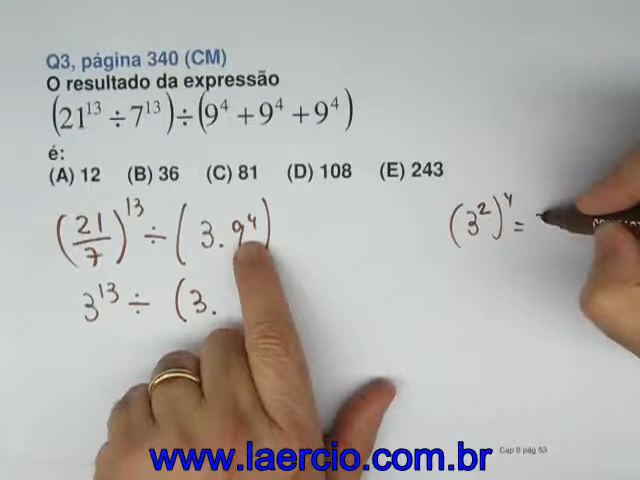 Q3, página 340 (CM)
O resultado da expressão
(21¹³ ÷ 7¹³) ÷ (9⁴ + 9⁴ + 9⁴)
é:
(A) 12 (B) 36 (C) 81 (D) 108 (E) 243
(21/7)¹³ ÷ (3.9⁴)
(3²)⁴ =
3¹³ ÷ (3.
www.laercio.com.br
Cap 9 pág 53